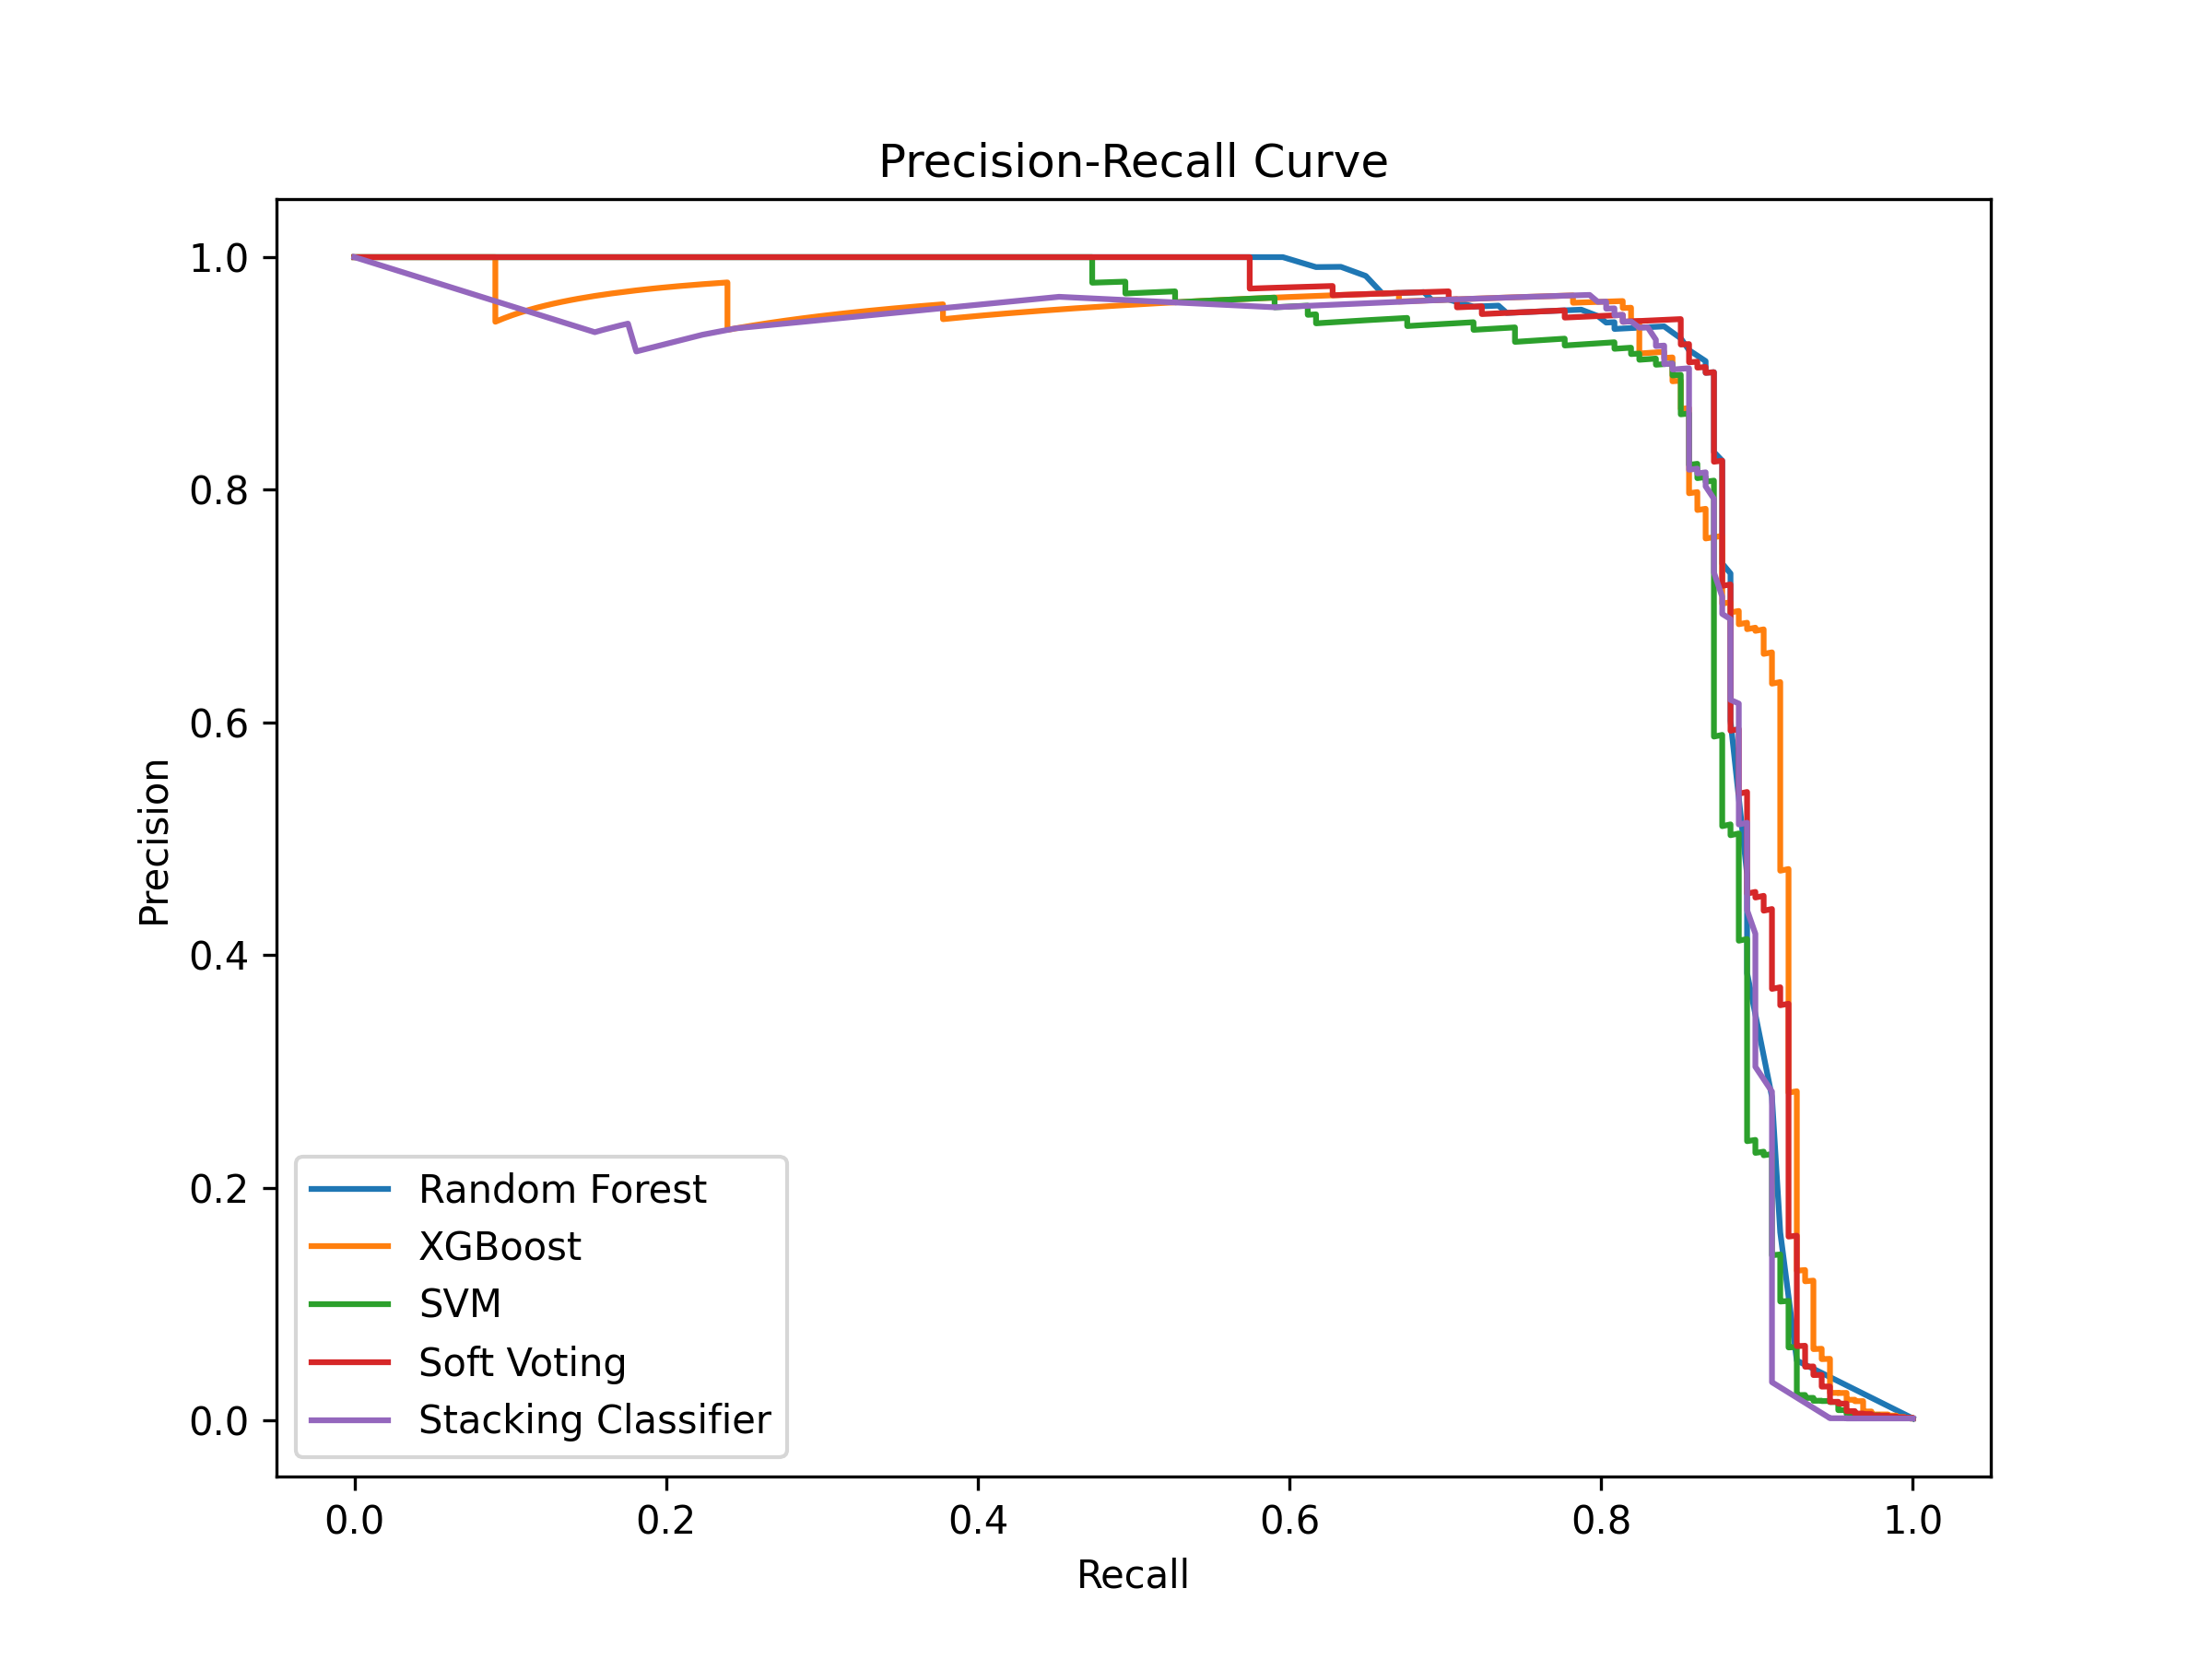 Precision-Recall Curve
1.0
0.8
0.6
0.4
0.2
0.0
Precision
Random Forest
XGBoost
SVM
Soft Voting
Stacking Classifier
0.0 0.2 0.4 0.6 0.8 1.0
Recall